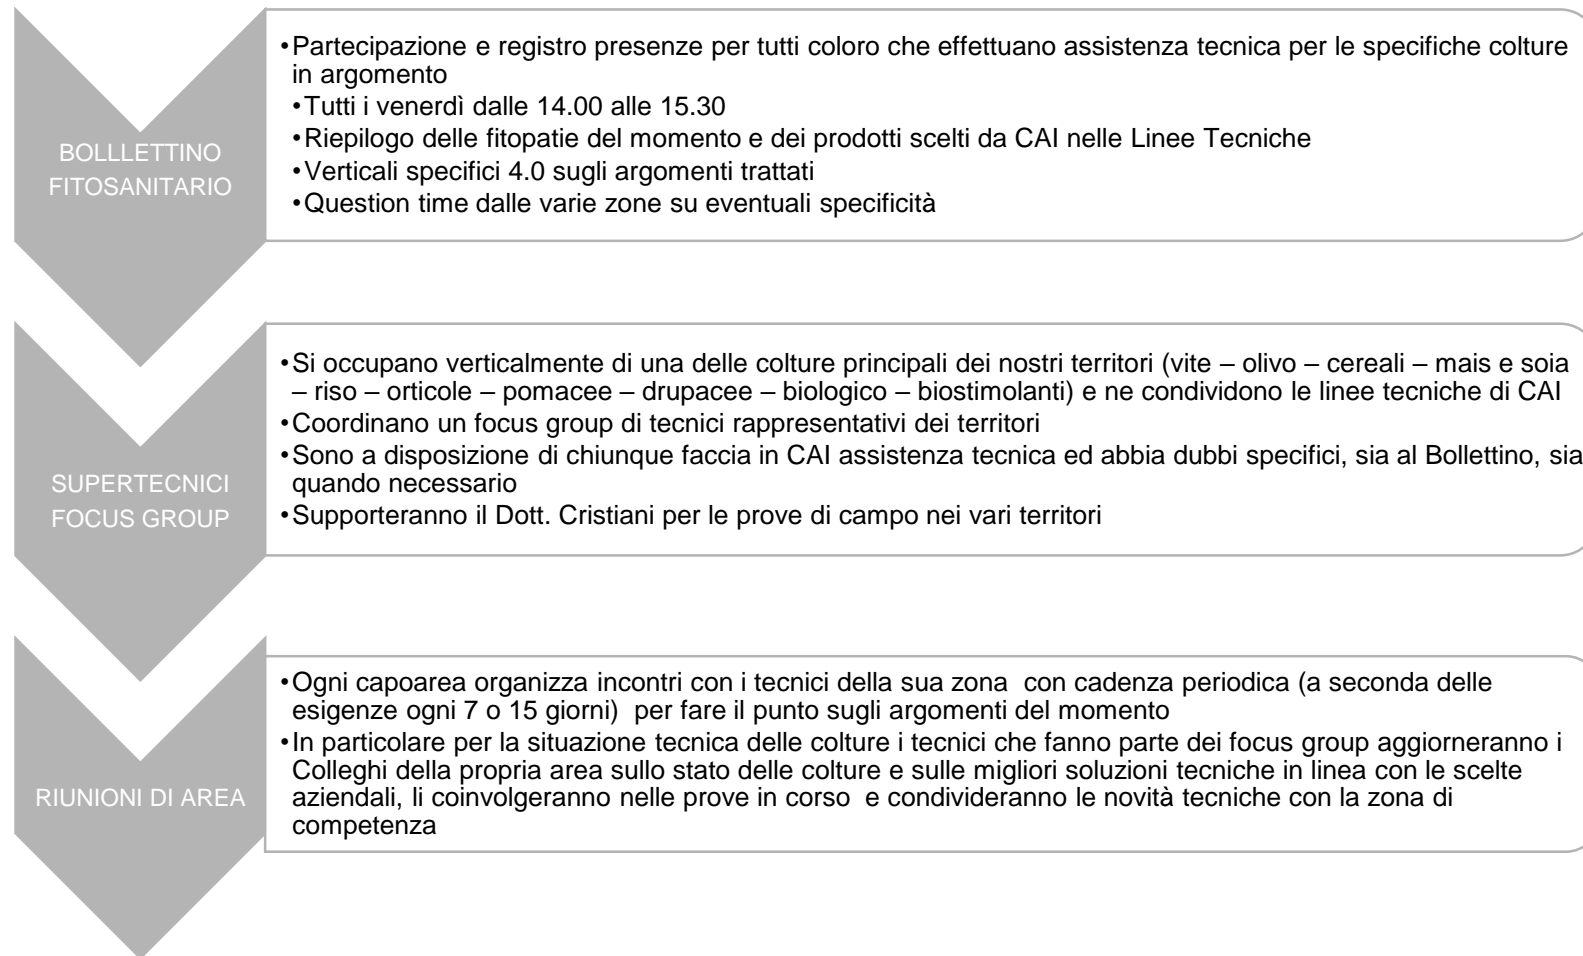 BOLLLETTINO
FITOSANITARIO
•Partecipazione e registro presenze per tutti coloro che effettuano assistenza tecnica per le specifiche colture
in argomento
•Tutti i venerdì dalle 14.00 alle 15.30
•Riepilogo delle fitopatie del momento e dei prodotti scelti da CAI nelle Linee Tecniche
•Verticali specifici 4.0 sugli argomenti trattati
•Question time dalle varie zone su eventuali specificità
SUPERTECNICI
FOCUS GROUP
•Si occupano verticalmente di una delle colture principali dei nostri territori (vite – olivo – cereali – mais e soia
– riso – orticole – pomacee – drupacee – biologico – biostimolanti) e ne condividono le linee tecniche di CAI
•Coordinano un focus group di tecnici rappresentativi dei territori
•Sono a disposizione di chiunque faccia in CAI assistenza tecnica ed abbia dubbi specifici, sia al Bollettino, sia
quando necessario
•Supporteranno il Dott. Cristiani per le prove di campo nei vari territori
RIUNIONI DI AREA
•Ogni capoarea organizza incontri con i tecnici della sua zona con cadenza periodica (a seconda delle
esigenze ogni 7 o 15 giorni) per fare il punto sugli argomenti del momento
•In particolare per la situazione tecnica delle colture i tecnici che fanno parte dei focus group aggiorneranno i
Colleghi della propria area sullo stato delle colture e sulle migliori soluzioni tecniche in linea con le scelte
aziendali, li coinvolgeranno nelle prove in corso e condivideranno le novità tecniche con la zona di
competenza